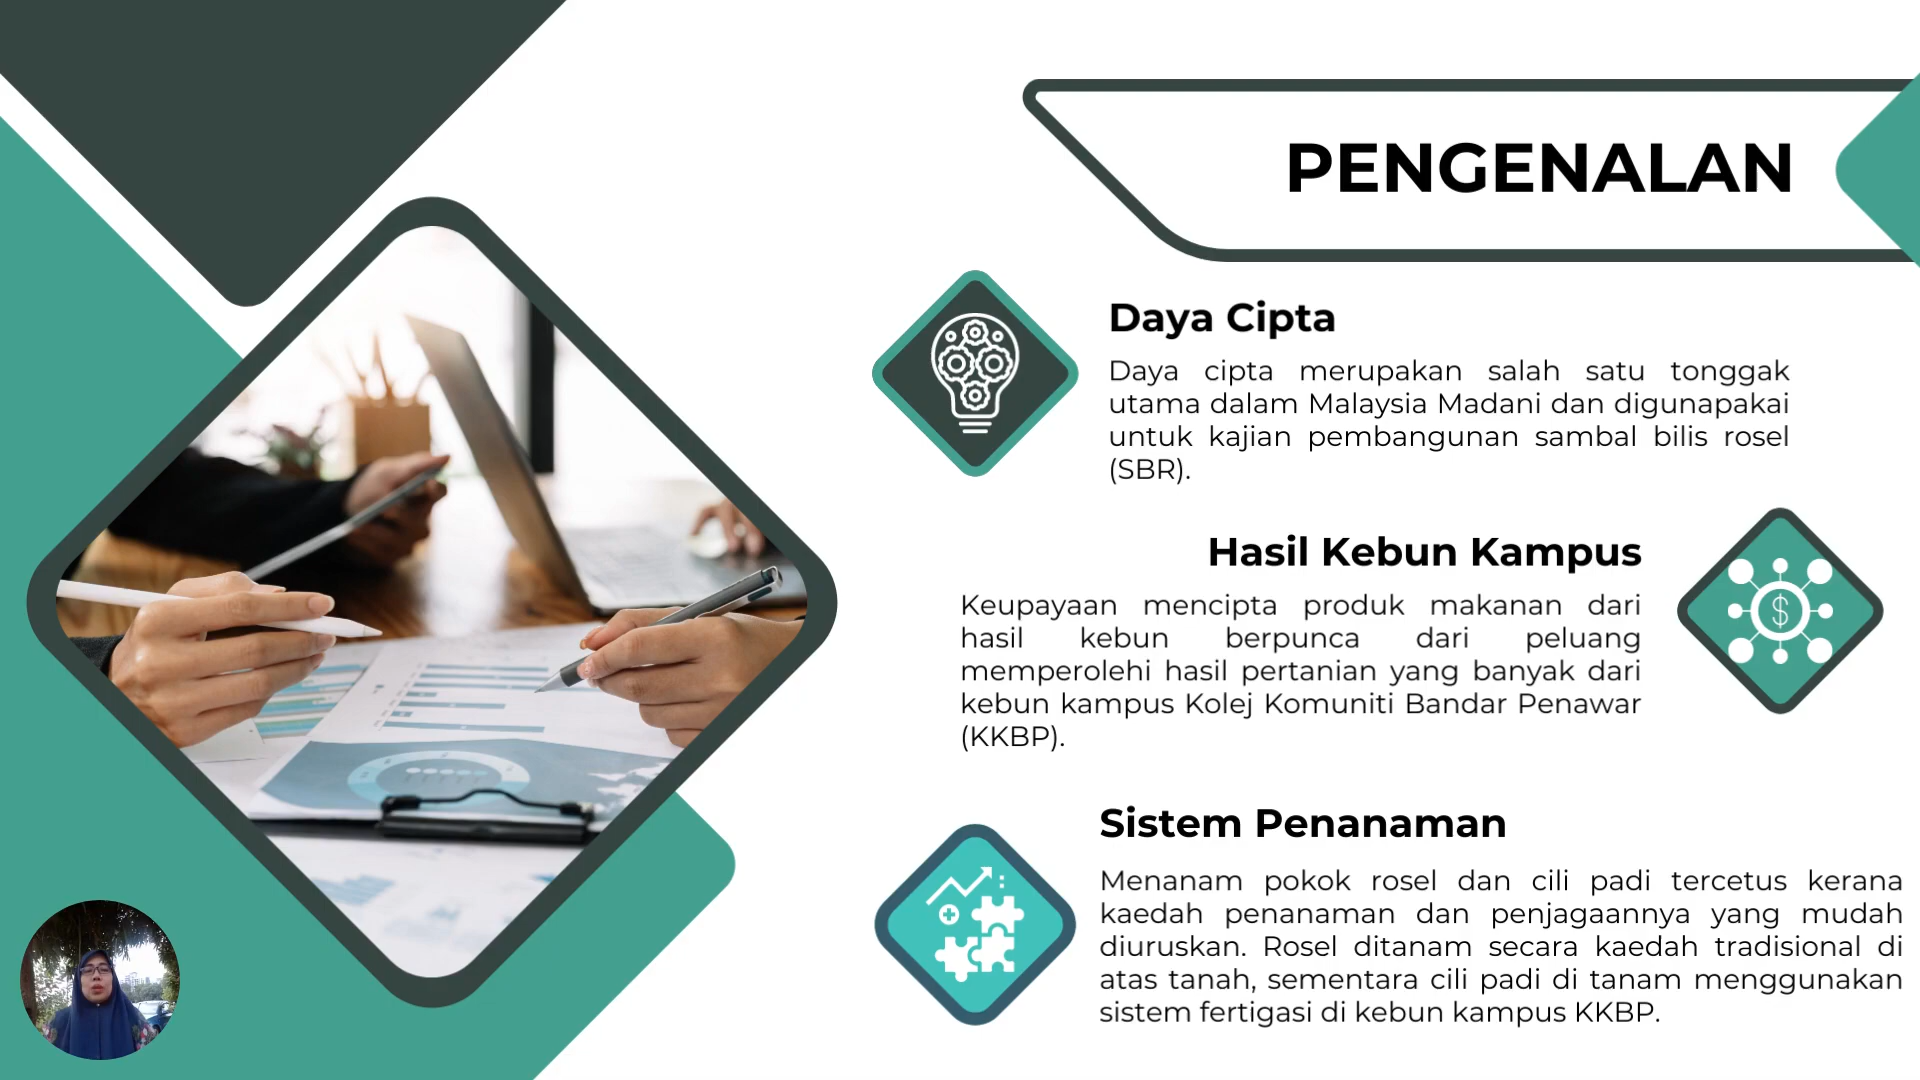 PENGENALAN
Daya Cipta
Daya cipta merupakan salah satu tonggak
utama dalam Malaysia Madani dan digunapakai
untuk kajian pembangunan sambal bilis rosel
(SBR).
Hasil Kebun Kampus
Keupayaan mencipta produk makanan dari
hasil kebun berpunca dari peluang
memperolehi hasil pertanian yang banyak dari
kebun kampus Kolej Komuniti Bandar Penawar
(KKBP).
$
Sistem Penanaman
Menanam pokok rosel dan cili padi tercetus kerana
kaedah penanaman dan penjagaannya yang mudah
diuruskan. Rosel ditanam secara kaedah tradisional di
atas tanah, sementara cili padi di tanam menggunakan
sistem fertigasi di kebun kampus KKBP.